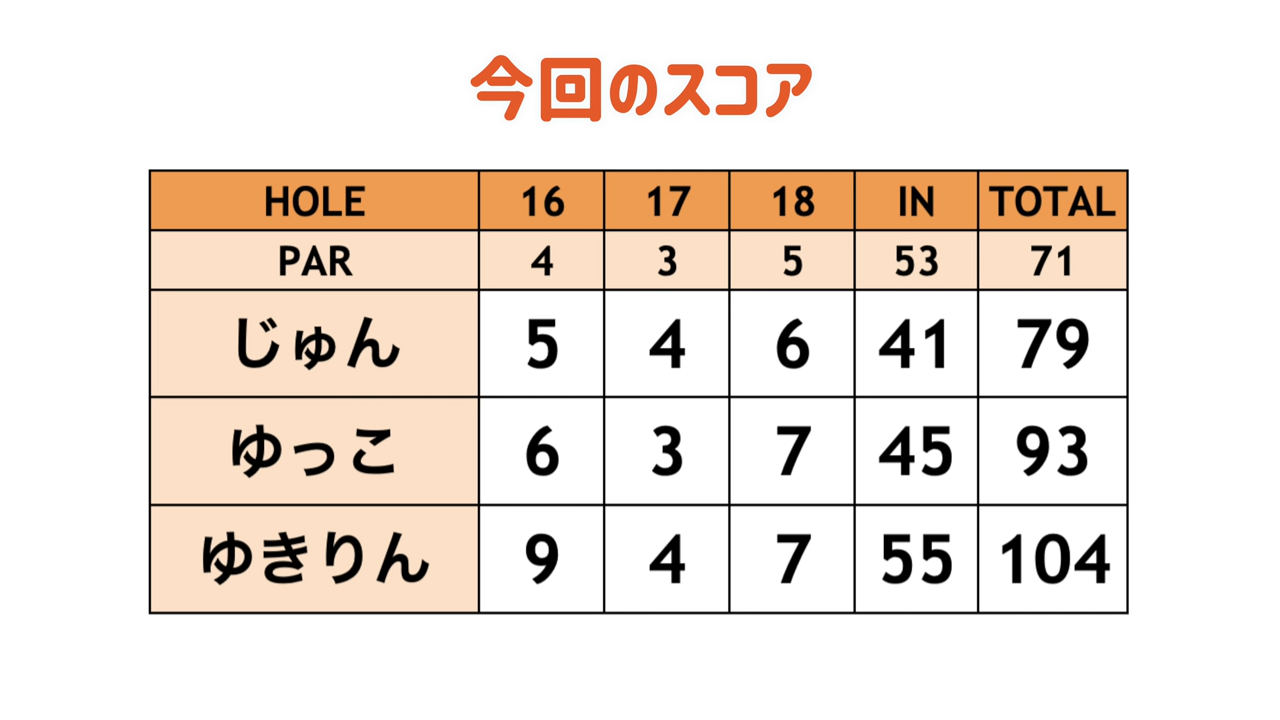 今回のスコア
HOLE 16 17 18 IN TOTAL
PAR 4 3 5 53 71
じゅん 5 4 6 41 79
ゆっこ 6 3 7 45 93
ゆきりん 9 4 7 55 104